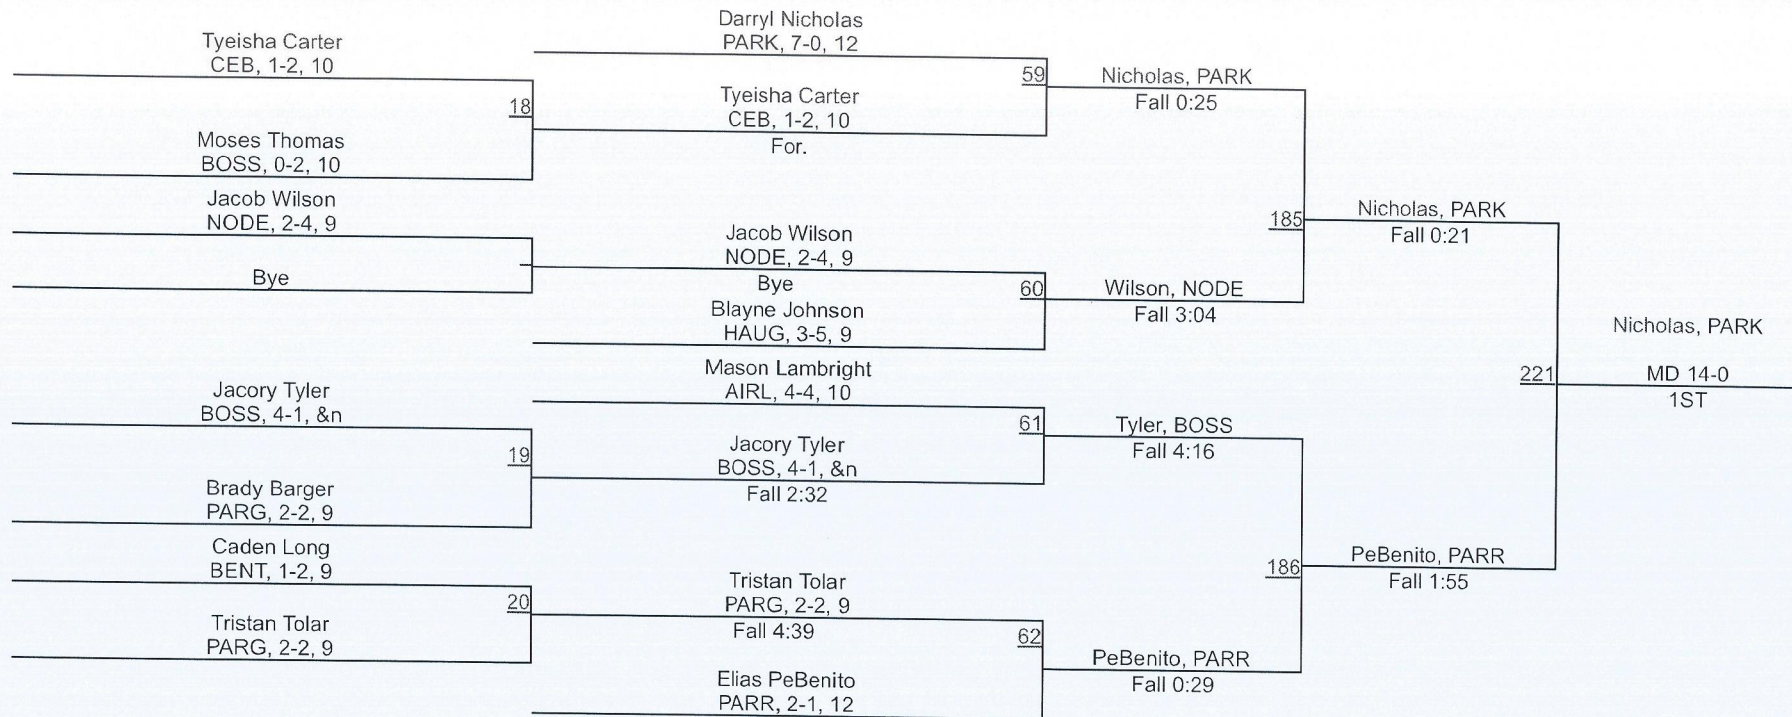 Tyeisha Carter
CEB, 1-2, 10
18
Moses Thomas
BOSS, 0-2, 10
Jacob Wilson
NODE, 2-4, 9
Bye
Jacory Tyler
BOSS, 4-1, &n
19
Brady Barger
PARG, 2-2, 9
Caden Long
BENT, 1-2, 9
20
Tristan Tolar
PARG, 2-2, 9
Darryl Nicholas
PARK, 7-0, 12
59
Tyeisha Carter
CEB, 1-2, 10
For.
Jacob Wilson
NODE, 2-4, 9
Bye
60
Blayne Johnson
HAUG, 3-5, 9
Mason Lambright
AIRL, 4-4, 10
61
Jacory Tyler
BOSS, 4-1, &n
Fall 2:32
Tristan Tolar
PARG, 2-2, 9
Fall 4:39
62
Elias PeBenito
PARR, 2-1, 12
Nicholas, PARK
Fall 0:25
185
Wilson, NODE
Fall 3:04
Tyler, BOSS
Fall 4:16
186
PeBenito, PARR
Fall 0:29
Nicholas, PARK
Fall 0:21
221
PeBenito, PARR
Fall 1:55
Nicholas, PARK
MD 14-0
1ST